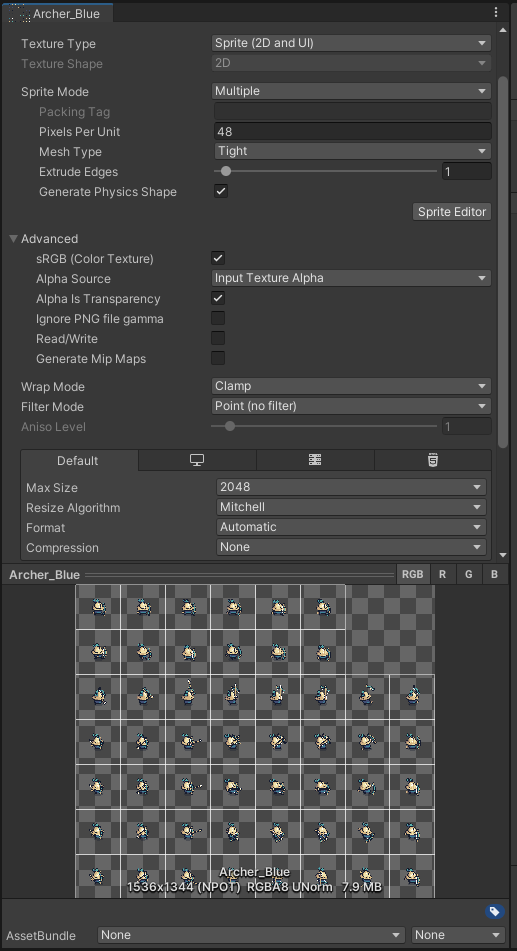 Archer_Blue
Texture Type Sprite (2D and UI)
Texture Shape 2D
Sprite Mode Multiple
Packing Tag
Pixels Per Unit 48
Mesh Type Tight
Extrude Edges 1
Generate Physics Shape
Sprite Editor
Advanced
sRGB (Color Texture)
Alpha Source Input Texture Alpha
Alpha Is Transparency
Ignore PNG file gamma
Read/Write
Generate Mip Maps
Wrap Mode Clamp
Filter Mode Point (no filter)
Aniso Level 1
Default
Max Size 2048
Resize Algorithm Mitchell
Format Automatic
Compression None
Archer_Blue RGB R G B
Archer_Blue
1536x1344 (NPOT) RGBA8 UNorm 7.9 MB
AssetBundle None None